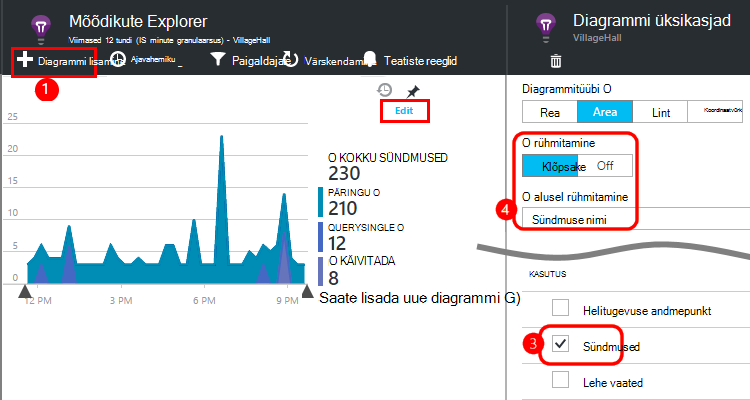 Mõõdikute Explorer
Viimased 12 tundi (IS minute granulaarsus) - VillageHall
Diagrammi lisamine
Ajavahemiku _
Paigaldajae
Värskendamine
Teatiste reeglid
1
Edit
25
20
15
10
5
0
12 PM
3 PM
6 PM
9 PM
O KOKKU SÜNDMUSED
230
PÄRINGU O
210
QUERYSINGLE O
12
O KÄIVITADA
8
Saate lisada uue diagrammi G)
Diagrammi üksikasjad
VillageHall
Diagrammitüübi O
Rea
Area
Lint
Koordinaatvõrk
O rühmitamine
Klõpsake
Off
4
O alusel rühmitamine
Sündmuse nimi
KASUTUS
Helitugevuse andmepunkt
3
Sündmused
Lehe vaated